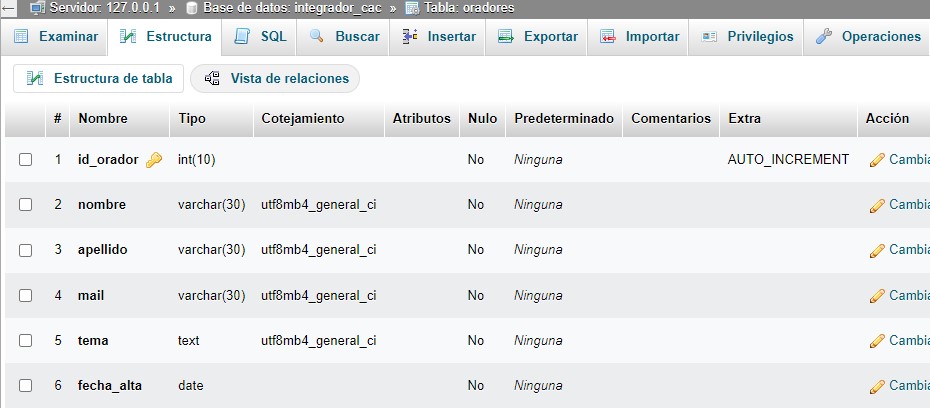 Servidor: 127.0.0.1 » Base de datos: integrador_cac » Tabla: oradores
Examinar Estructura SQL Buscar Insertar Exportar Importar Privilegios Operaciones
Estructura de tabla Vista de relaciones
# Nombre Tipo Cotejamiento Atributos Nulo Predeterminado Comentarios Extra Acción
1 id_orador int(10) No Ninguna AUTO_INCREMENT Cambia
2 nombre varchar(30) utf8mb4_general_ci No Ninguna Cambia
3 apellido varchar(30) utf8mb4_general_ci No Ninguna Cambia
4 mail varchar(30) utf8mb4_general_ci No Ninguna Cambia
5 tema text utf8mb4_general_ci No Ninguna Cambia
6 fecha_alta date No Ninguna Cambia